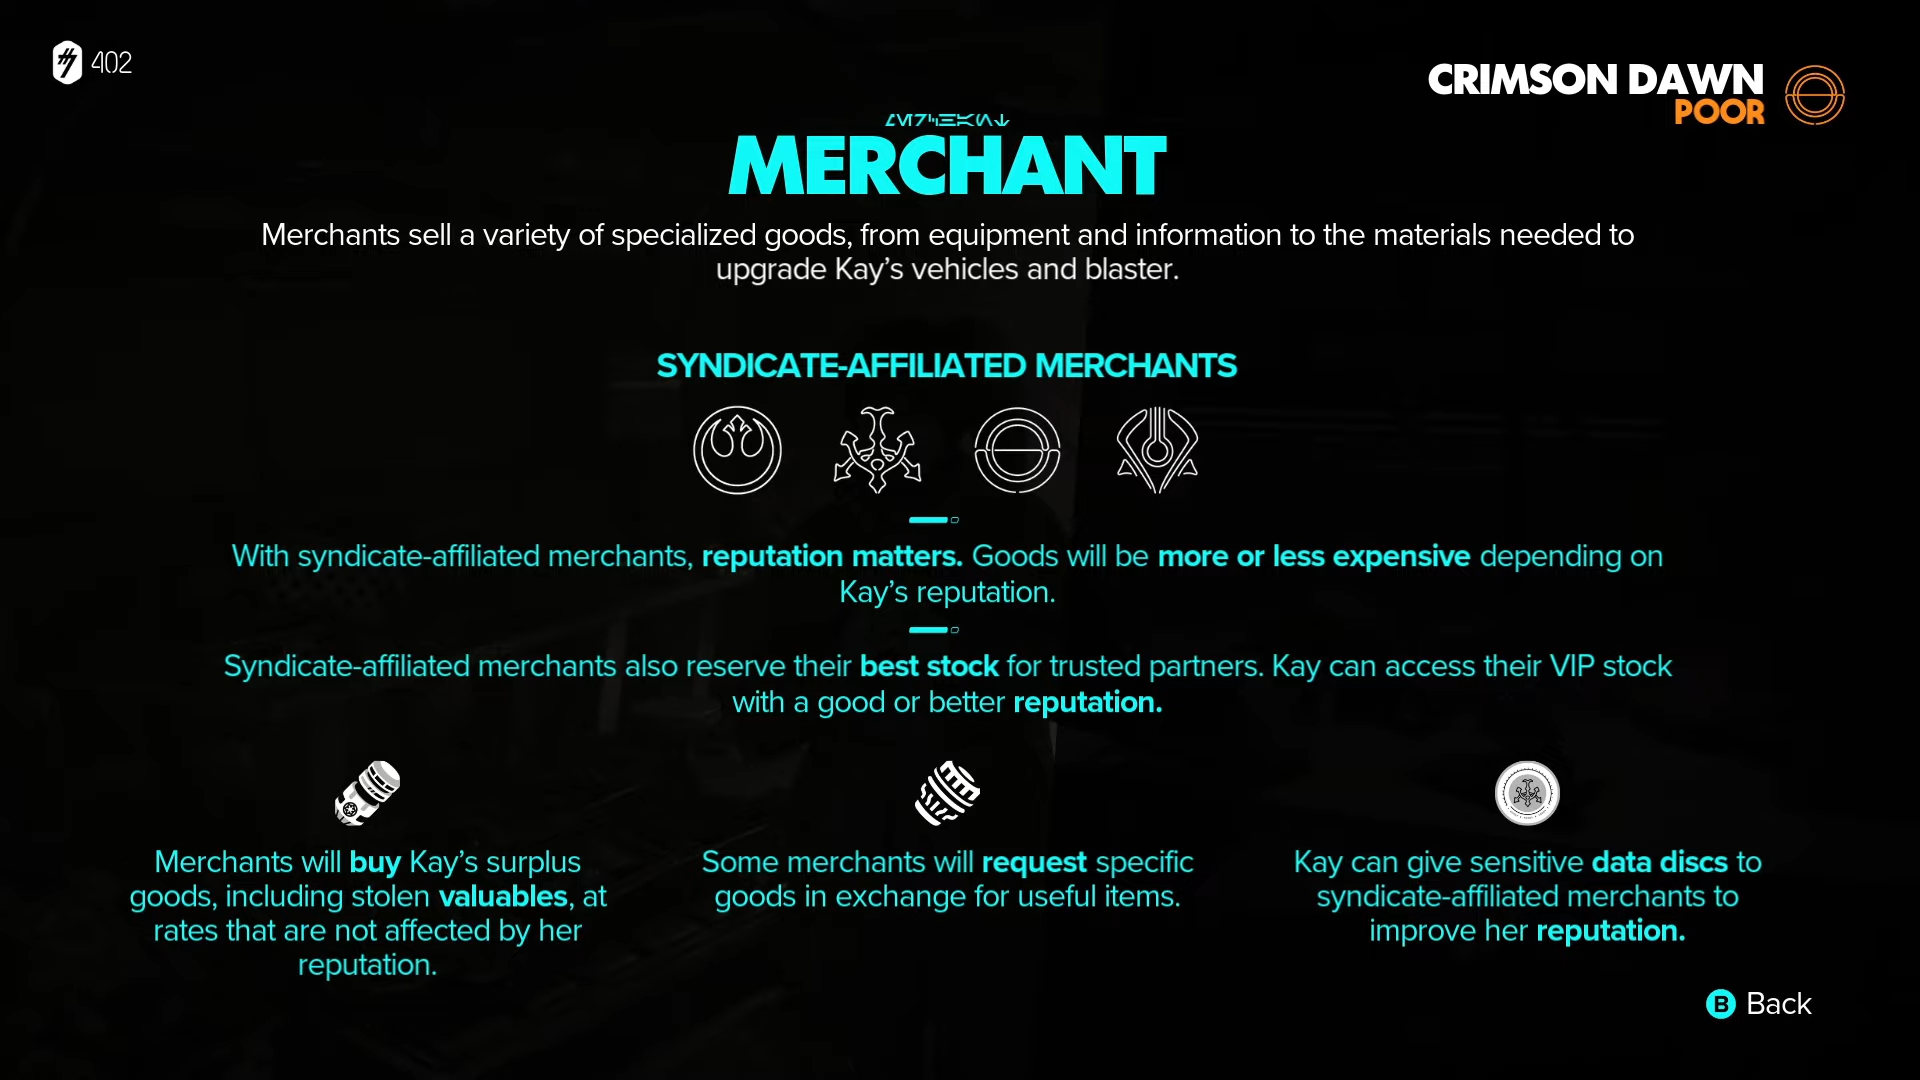 402
CRIMSON DAWN
POOR
MERCHANT
Merchants sell a variety of specialized goods, from equipment and information to the materials needed to
upgrade Kay’s vehicles and blaster.
SYNDICATE-AFFILIATED MERCHANTS
With syndicate-affiliated merchants, reputation matters. Goods will be more or less expensive depending on
Kay’s reputation.
Syndicate-affiliated merchants also reserve their best stock for trusted partners. Kay can access their VIP stock
with a good or better reputation.
Merchants will buy Kay’s surplus
goods, including stolen valuables, at
rates that are not affected by her
reputation.
Some merchants will request specific
goods in exchange for useful items.
Kay can give sensitive data discs to
syndicate-affiliated merchants to
improve her reputation.
B Back